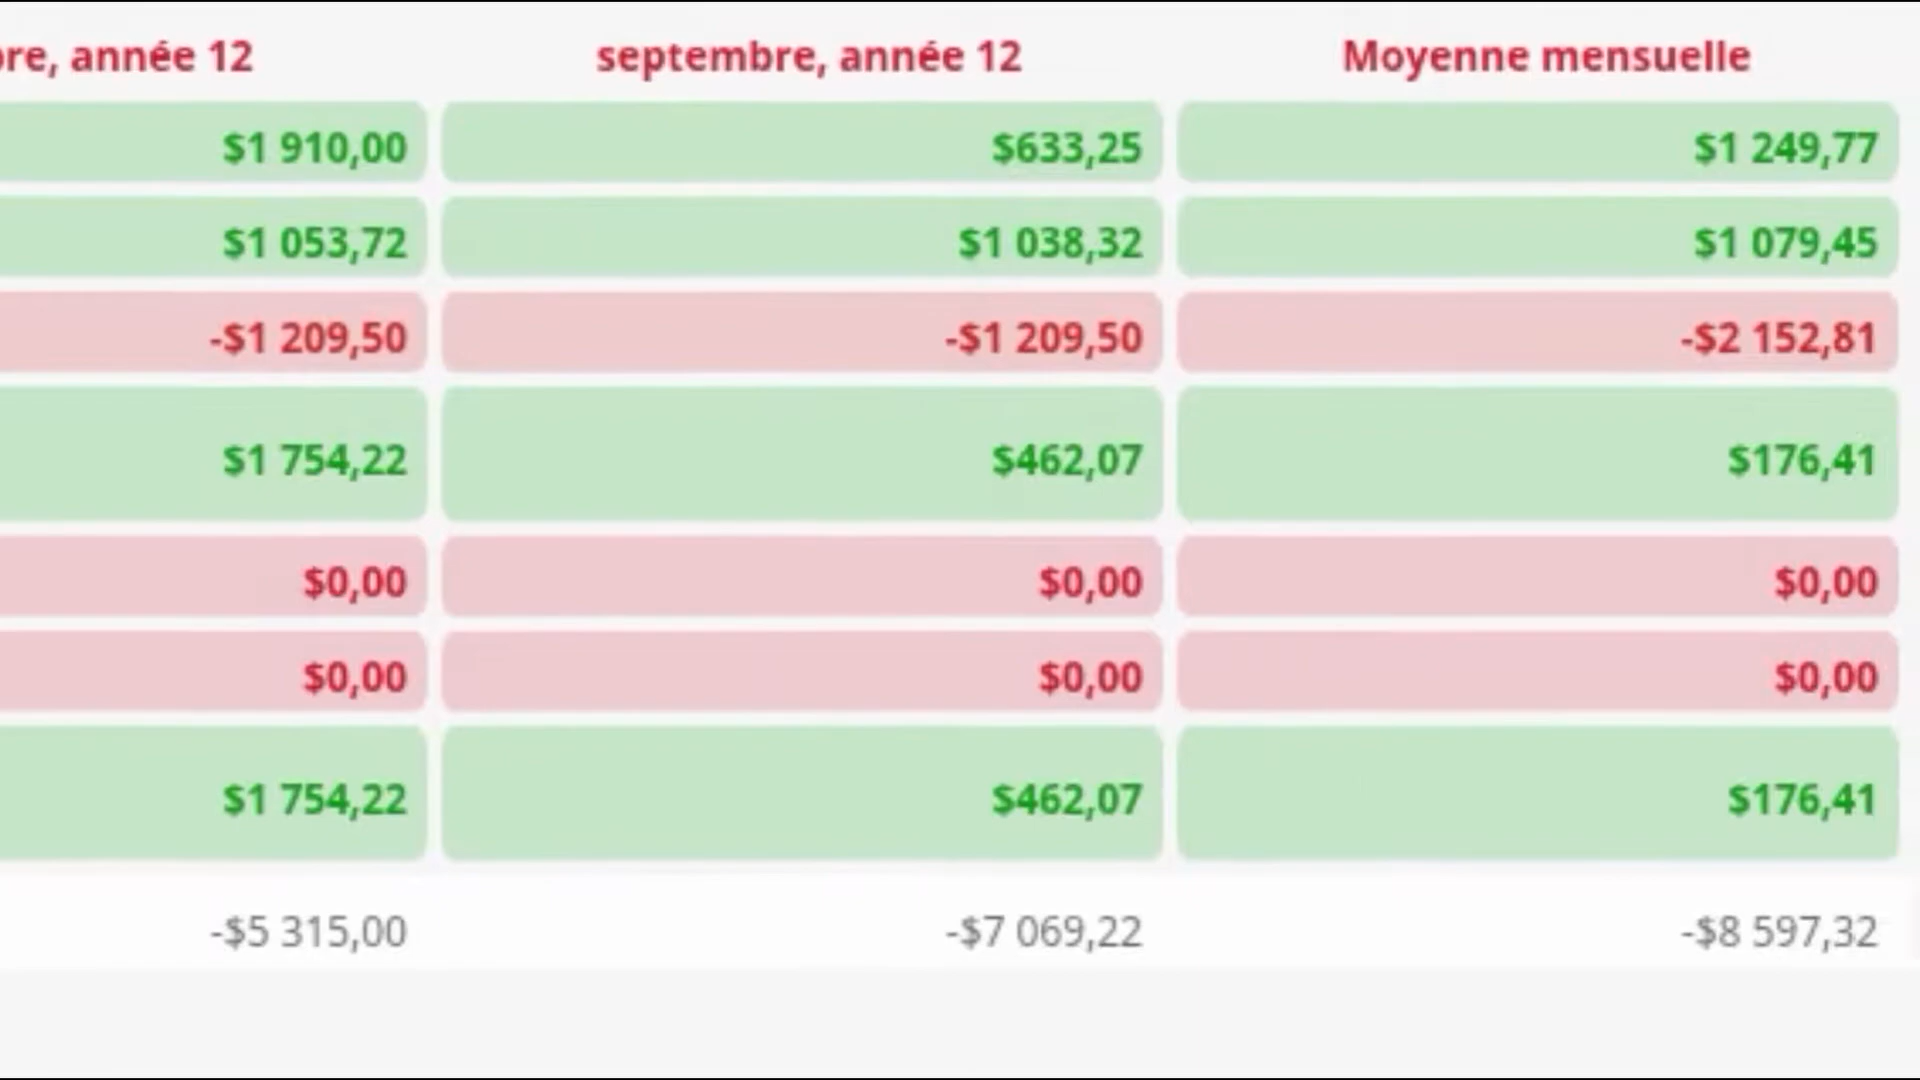 bre, année 12 septembre, année 12 Moyenne mensuelle
$1 910,00 $633,25 $1 249,77
$1 053,72 $1 038,32 $1 079,45
-$1 209,50 -$1 209,50 -$2 152,81
$1 754,22 $462,07 $176,41
$0,00 $0,00 $0,00
$0,00 $0,00 $0,00
$1 754,22 $462,07 $176,41
-$5 315,00 -$7 069,22 -$8 597,32